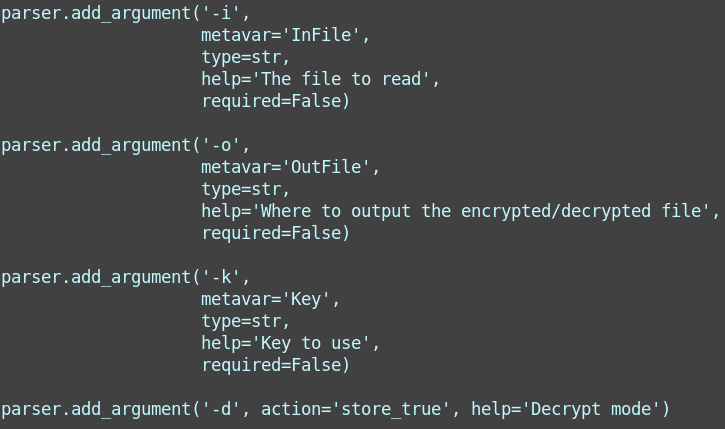 parser.add_argument('-i',
                    metavar='InFile',
                    type=str,
                    help='The file to read',
                    required=False)

parser.add_argument('-o',
                    metavar='OutFile',
                    type=str,
                    help='Where to output the encrypted/decrypted file',
                    required=False)

parser.add_argument('-k',
                    metavar='Key',
                    type=str,
                    help='Key to use',
                    required=False)

parser.add_argument('-d', action='store_true', help='Decrypt mode')